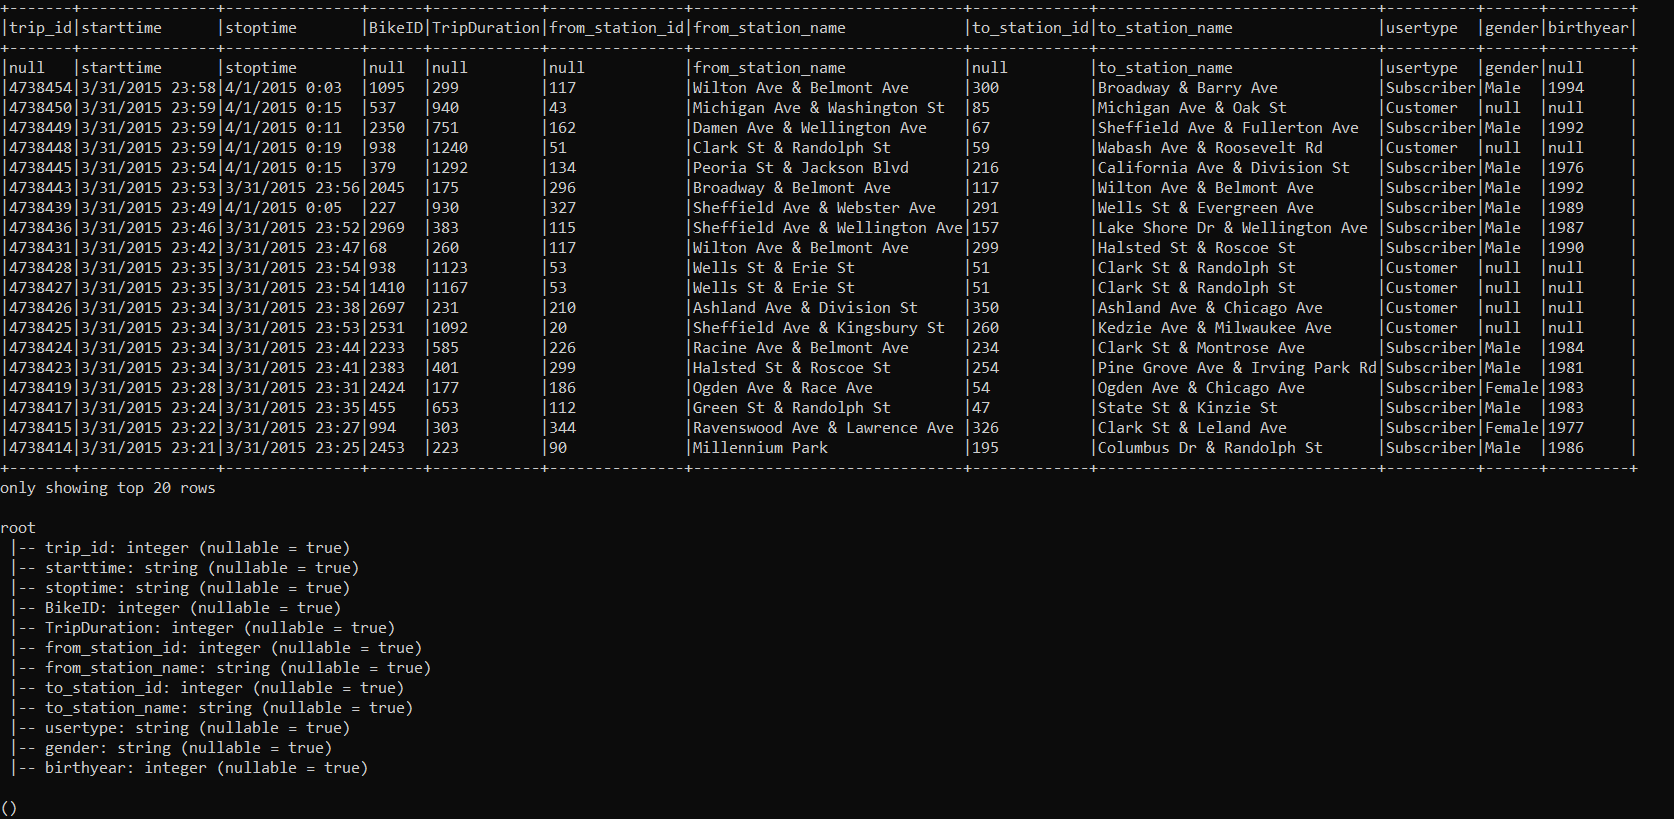 +-------+---------------+---------------+------+------------+---------------+------------------------------+-------------+-------------------------------+----------+------+---------+
|trip_id|starttime      |stoptime       |BikeID|TripDuration|from_station_id|from_station_name             |to_station_id|to_station_name                |usertype  |gender|birthyear|
+-------+---------------+---------------+------+------------+---------------+------------------------------+-------------+-------------------------------+----------+------+---------+
|null   |starttime      |stoptime       |null  |null        |null           |from_station_name             |null         |to_station_name                |usertype  |gender|null     |
|4738454|3/31/2015 23:58|4/1/2015 0:03  |1095  |299         |117            |Wilton Ave & Belmont Ave      |300          |Broadway & Barry Ave           |Subscriber|Male  |1994     |
|4738450|3/31/2015 23:59|4/1/2015 0:15  |537   |940         |43             |Michigan Ave & Washington St  |85           |Michigan Ave & Oak St          |Customer  |null  |null     |
|4738449|3/31/2015 23:59|4/1/2015 0:11  |2350  |751         |162            |Damen Ave & Wellington Ave    |67           |Sheffield Ave & Fullerton Ave  |Subscriber|Male  |1992     |
|4738448|3/31/2015 23:59|4/1/2015 0:19  |938   |1240        |51             |Clark St & Randolph St        |59           |Wabash Ave & Roosevelt Rd      |Customer  |null  |null     |
|4738445|3/31/2015 23:54|4/1/2015 0:15  |379   |1292        |134            |Peoria St & Jackson Blvd      |216          |California Ave & Division St   |Subscriber|Male  |1976     |
|4738443|3/31/2015 23:53|3/31/2015 23:56|2045  |175         |296            |Broadway & Belmont Ave        |117          |Wilton Ave & Belmont Ave       |Subscriber|Male  |1992     |
|4738439|3/31/2015 23:49|4/1/2015 0:05  |227   |930         |327            |Sheffield Ave & Webster Ave   |291          |Wells St & Evergreen Ave       |Subscriber|Male  |1989     |
|4738436|3/31/2015 23:46|3/31/2015 23:52|2969  |383         |115            |Sheffield Ave & Wellington Ave|157          |Lake Shore Dr & Wellington Ave |Subscriber|Male  |1987     |
|4738431|3/31/2015 23:42|3/31/2015 23:47|68    |260         |117            |Wilton Ave & Belmont Ave      |299          |Halsted St & Roscoe St         |Subscriber|Male  |1990     |
|4738428|3/31/2015 23:35|3/31/2015 23:54|938   |1123        |53             |Wells St & Erie St            |51           |Clark St & Randolph St         |Customer  |null  |null     |
|4738427|3/31/2015 23:35|3/31/2015 23:54|1410  |1167        |53             |Wells St & Erie St            |51           |Clark St & Randolph St         |Customer  |null  |null     |
|4738426|3/31/2015 23:34|3/31/2015 23:38|2697  |231         |210            |Ashland Ave & Division St     |350          |Ashland Ave & Chicago Ave      |Customer  |null  |null     |
|4738425|3/31/2015 23:34|3/31/2015 23:53|2531  |1092        |20             |Sheffield Ave & Kingsbury St  |260          |Kedzie Ave & Milwaukee Ave     |Customer  |null  |null     |
|4738424|3/31/2015 23:34|3/31/2015 23:44|2233  |585         |226            |Racine Ave & Belmont Ave      |234          |Clark St & Montrose Ave        |Subscriber|Male  |1984     |
|4738423|3/31/2015 23:34|3/31/2015 23:41|2383  |401         |299            |Halsted St & Roscoe St        |254          |Pine Grove Ave & Irving Park Rd|Subscriber|Male  |1981     |
|4738419|3/31/2015 23:28|3/31/2015 23:31|2424  |177         |186            |Ogden Ave & Race Ave          |54           |Ogden Ave & Chicago Ave        |Subscriber|Female|1983     |
|4738417|3/31/2015 23:24|3/31/2015 23:35|455   |653         |112            |Green St & Randolph St        |47           |State St & Kinzie St           |Subscriber|Male  |1983     |
|4738415|3/31/2015 23:22|3/31/2015 23:27|994   |303         |344            |Ravenswood Ave & Lawrence Ave |326          |Clark St & Leland Ave          |Subscriber|Female|1977     |
|4738414|3/31/2015 23:21|3/31/2015 23:25|2453  |223         |90             |Millennium Park               |195          |Columbus Dr & Randolph St      |Subscriber|Male  |1986     |
+-------+---------------+---------------+------+------------+---------------+------------------------------+-------------+-------------------------------+----------+------+---------+
only showing top 20 rows
root
 |-- trip_id: integer (nullable = true)
 |-- starttime: string (nullable = true)
 |-- stoptime: string (nullable = true)
 |-- BikeID: integer (nullable = true)
 |-- TripDuration: integer (nullable = true)
 |-- from_station_id: integer (nullable = true)
 |-- from_station_name: string (nullable = true)
 |-- to_station_id: integer (nullable = true)
 |-- to_station_name: string (nullable = true)
 |-- usertype: string (nullable = true)
 |-- gender: string (nullable = true)
 |-- birthyear: integer (nullable = true)
()